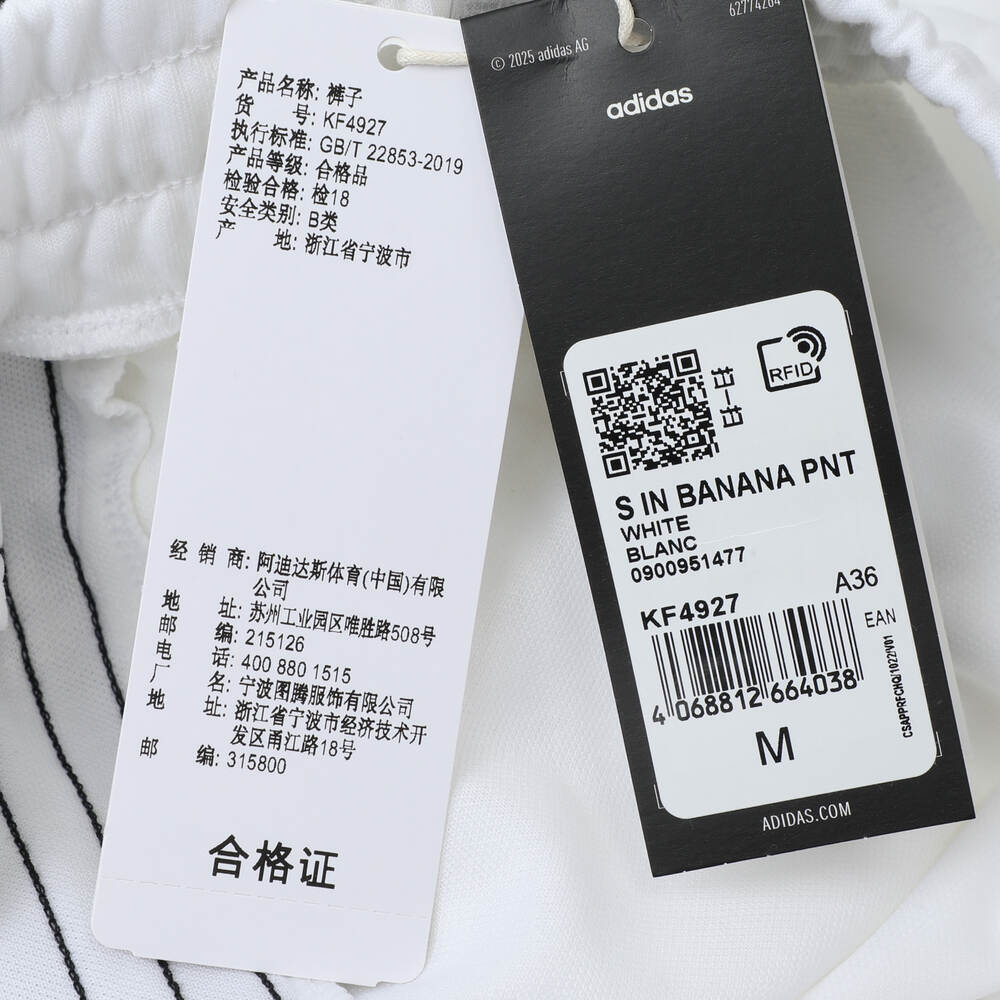 产品名称: 裤子
货 号: KF4927
执行标准: GB/T 22853-2019
产品等级: 合格品
检验合格: 检18
安全类别: B类
产 地: 浙江省宁波市
经 销 商: 阿迪达斯体育(中国)有限
公司
地 址: 苏州工业园区唯胜路508号
邮 编: 215126
电 话: 400 880 1515
厂 名: 宁波图腾服饰有限公司
地 址: 浙江省宁波市经济技术开
发区甬江路18号
邮 编: 315800
合格证
62774264
© 2025 adidas AG
adidas
RFID
扫一扫
S IN BANANA PNT
WHITE
BLANC
0900951477
KF4927
A36
EAN
4 068812 664038
CSAPPRFCHQ/1022/V01
M
ADIDAS.COM